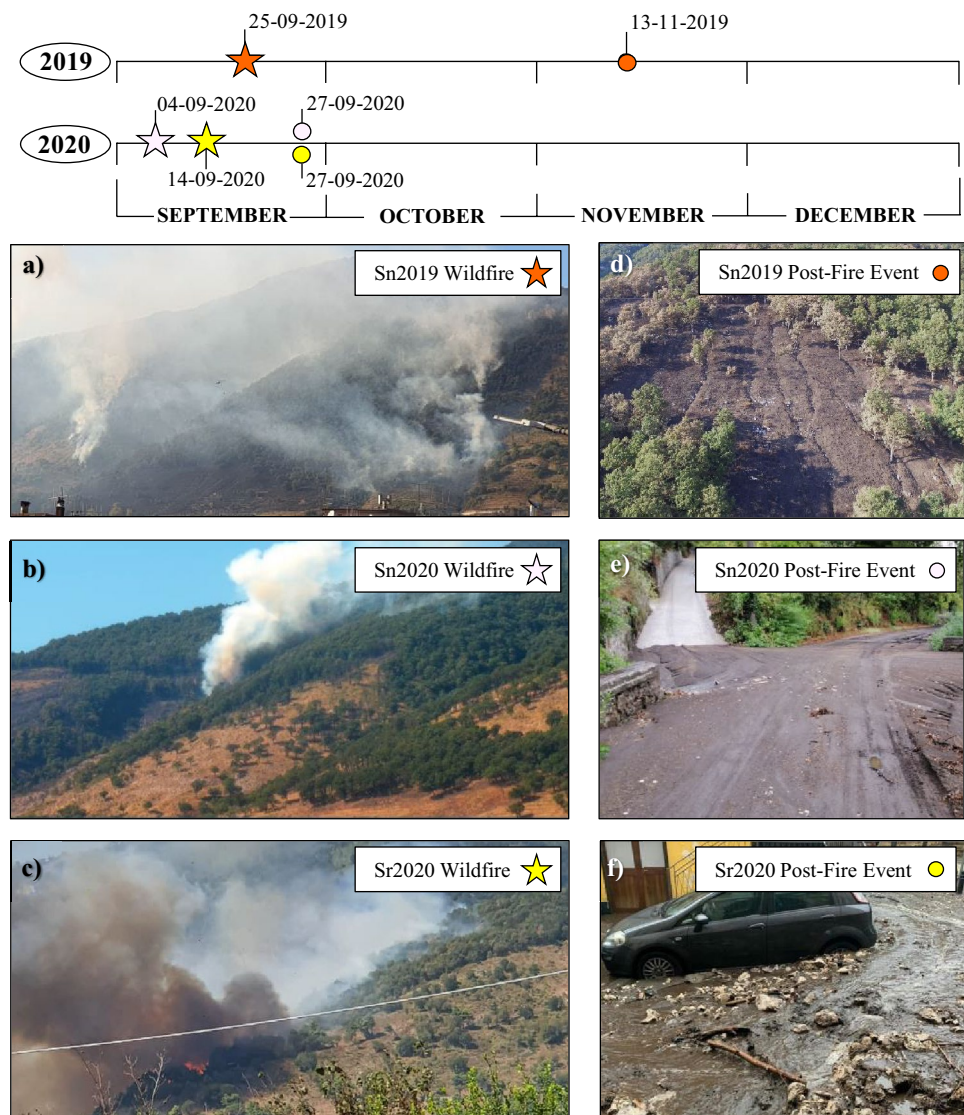 25-09-2019
13-11-2019
2019
04-09-2020
27-09-2020
2020
14-09-2020
27-09-2020
SEPTEMBER
OCTOBER
NOVEMBER
DECEMBER
a)
Sn2019 Wildfire
d)
Sn2019 Post-Fire Event
b)
Sn2020 Wildfire
e)
Sn2020 Post-Fire Event
c)
Sr2020 Wildfire
f)
Sr2020 Post-Fire Event